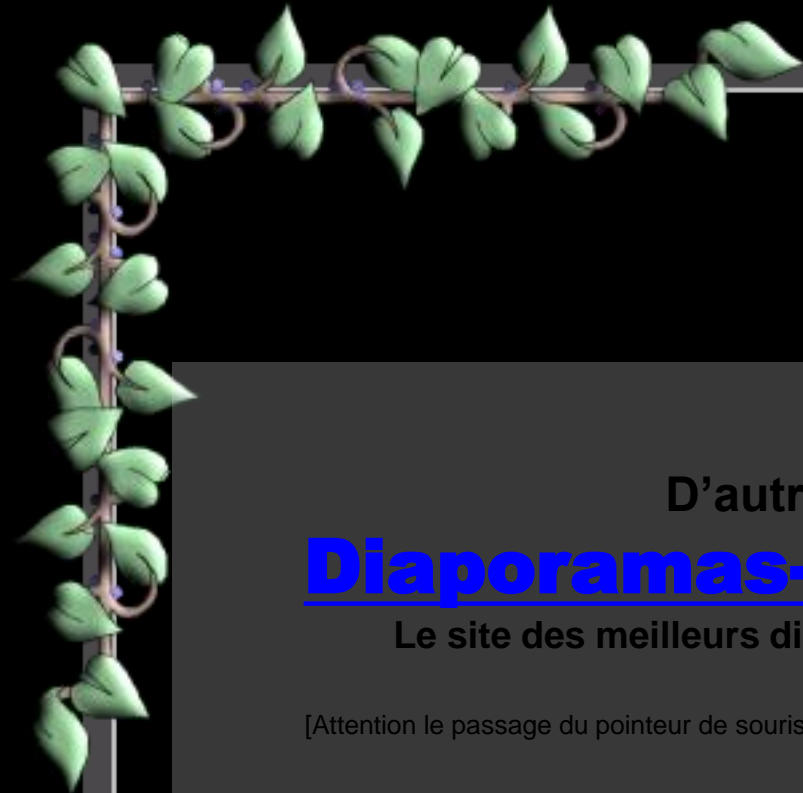 D’autr
Diaporamas-
Le site des meilleurs di
[Attention le passage du pointeur de souris